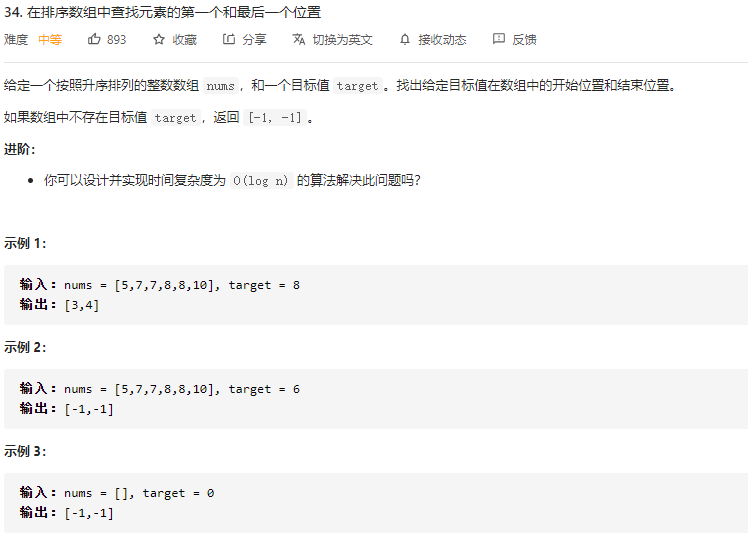 34. 在排序数组中查找元素的第一个和最后一个位置
难度 中等 893 收藏 分享 切换为英文 接收动态 反馈
给定一个按照升序排列的整数数组 nums，和一个目标值 target。找出给定目标值在数组中的开始位置和结束位置。
如果数组中不存在目标值 target，返回 [-1, -1]。
进阶：
• 你可以设计并实现时间复杂度为 O(log n) 的算法解决此问题吗？
示例 1：
输入：nums = [5,7,7,8,8,10], target = 8
输出：[3,4]
示例 2：
输入：nums = [5,7,7,8,8,10], target = 6
输出：[-1,-1]
示例 3：
输入：nums = [], target = 0
输出：[-1,-1]